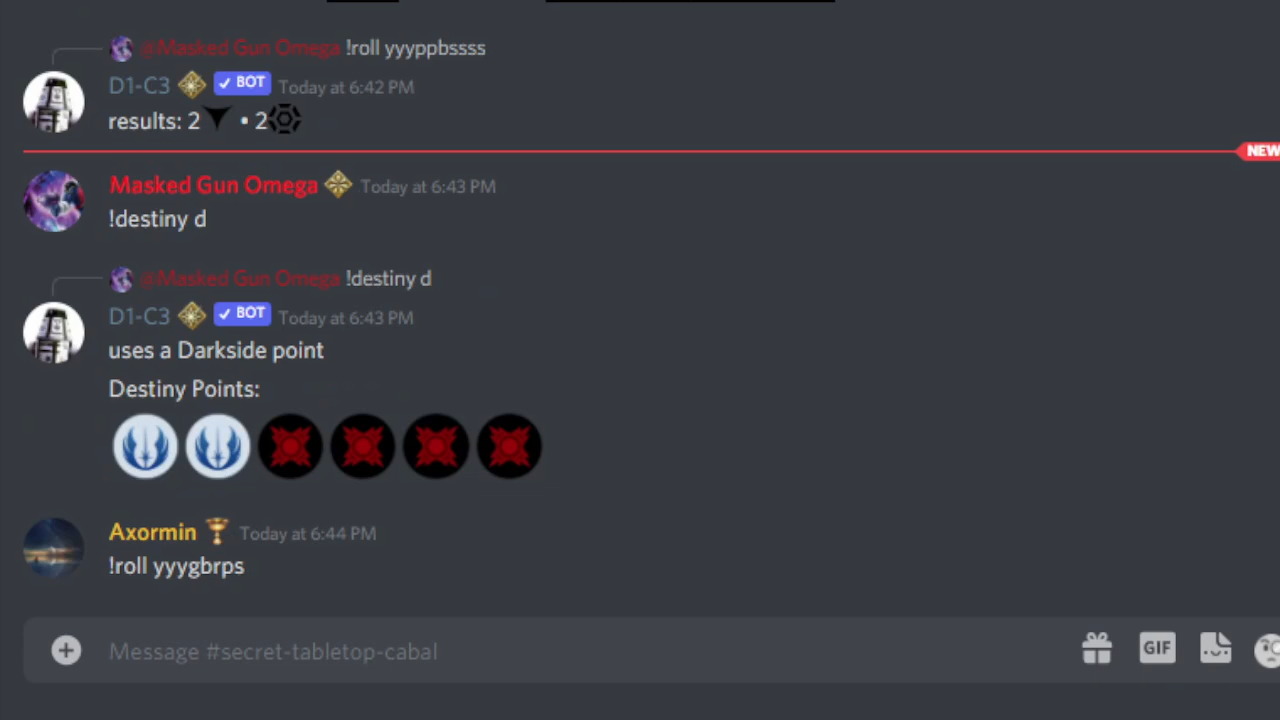 @Masked Gun Omega !roll yyyppbssss
D1-C3 ✓ BOT Today at 6:42 PM
results: 2 • 2
NEW
Masked Gun Omega Today at 6:43 PM
!destiny d
@Masked Gun Omega !destiny d
D1-C3 ✓ BOT Today at 6:43 PM
uses a Darkside point
Destiny Points:
Axormin Today at 6:44 PM
!roll yyygbrps
Message #secret-tabletop-cabal
GIF